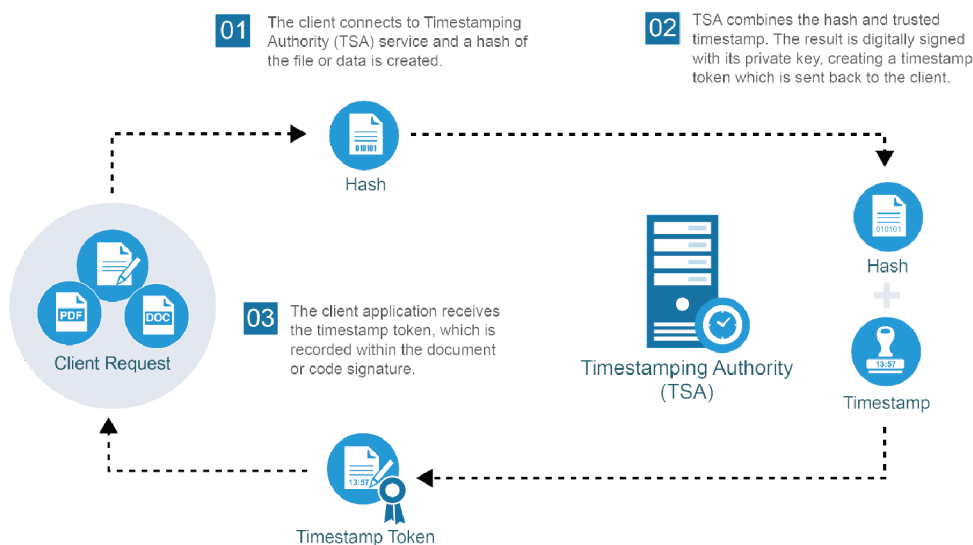 01
The client connects to Timestamping
Authority (TSA) service and a hash of
the file or data is created.
02
TSA combines the hash and trusted
timestamp. The result is digitally signed
with its private key, creating a timestamp
token which is sent back to the client.
010101
Hash
010101
Hash
+
13:57
Timestamp
Timestamping Authority
(TSA)
PDF
DOC
Client Request
03
The client application receives
the timestamp token, which is
recorded within the document
or code signature.
13:57
Timestamp Token